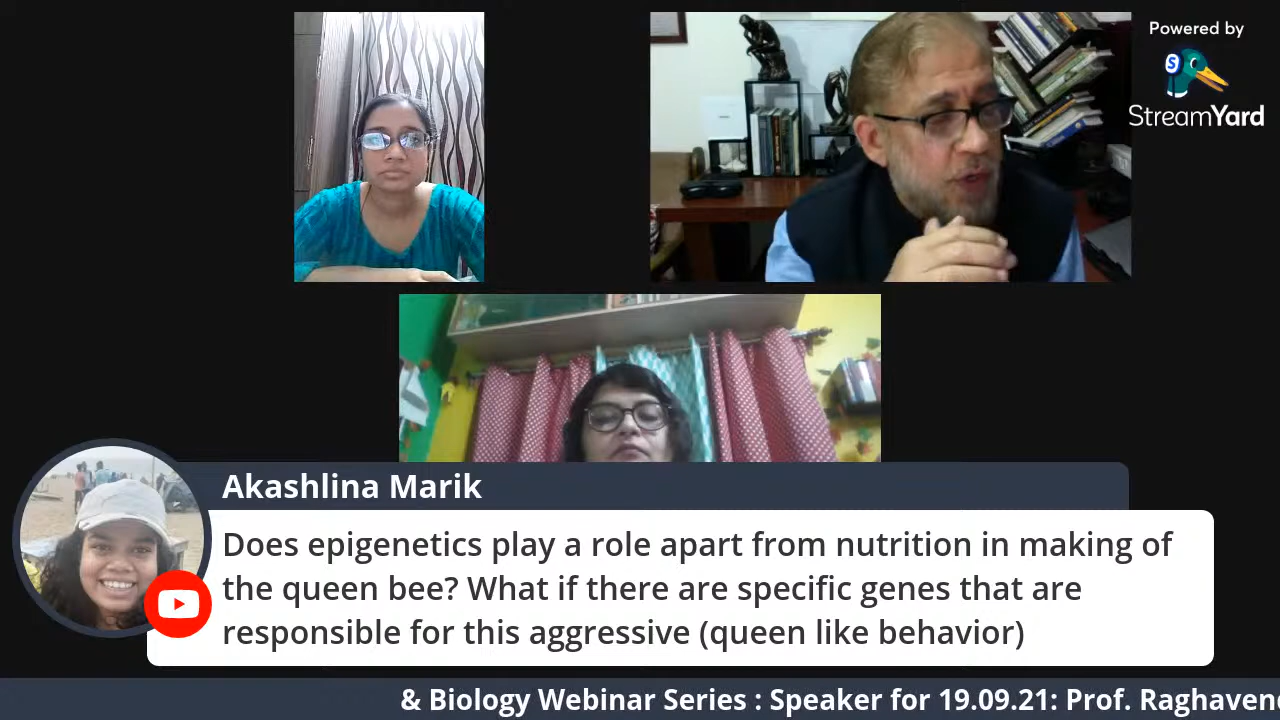 Powered by
StreamYard
Akashlina Marik
Does epigenetics play a role apart from nutrition in making of
the queen bee? What if there are specific genes that are
responsible for this aggressive (queen like behavior)
& Biology Webinar Series : Speaker for 19.09.21: Prof. Raghaven